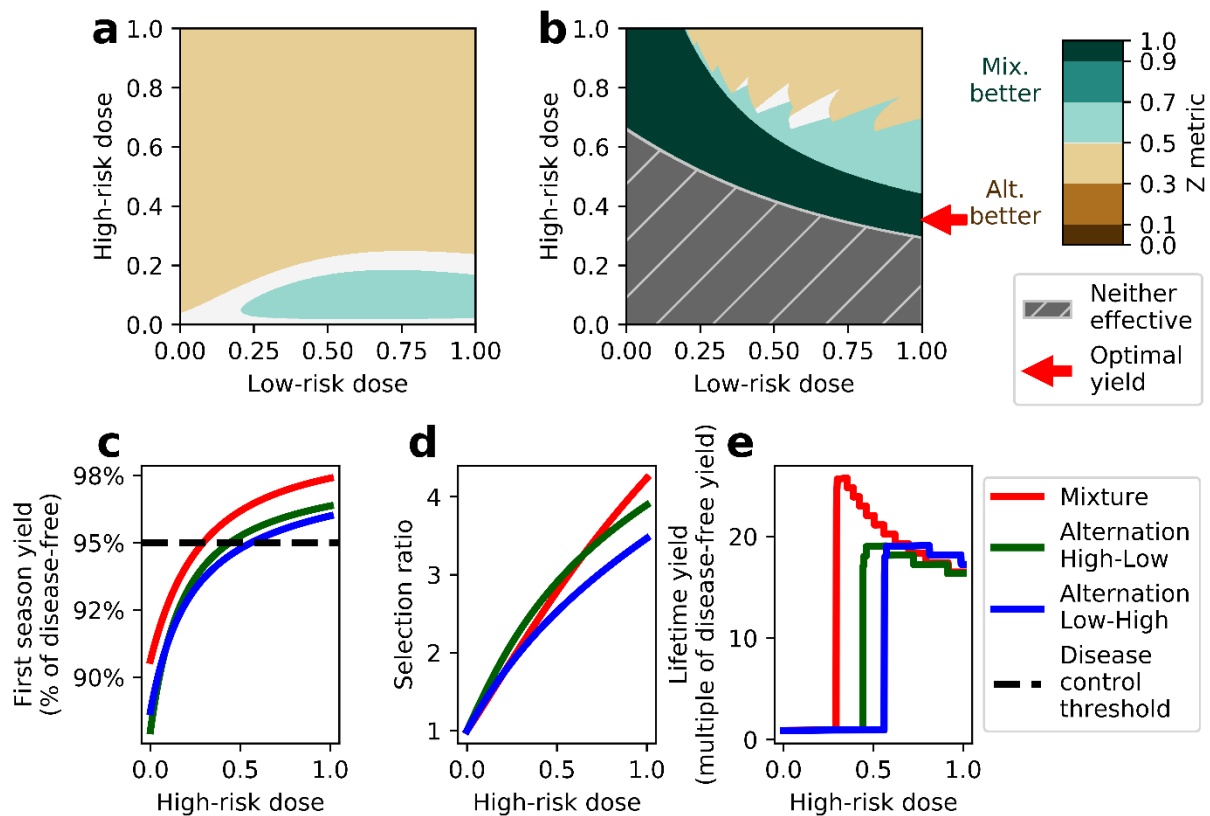 a
1.0
0.8
0.6
0.4
0.2
0.0
High-risk dose
0.00 0.25 0.50 0.75 1.00
Low-risk dose
b
1.0
0.8
0.6
0.4
0.2
0.0
High-risk dose
0.00 0.25 0.50 0.75 1.00
Low-risk dose
Mix.
better
Alt.
better
1.0
0.9
0.7
0.5
0.3
0.1
0.0
Z metric
Neither
effective
Optimal
yield
c
98%
95%
92%
90%
First season yield
(% of disease-free)
0.0 0.5 1.0
High-risk dose
d
4
3
2
1
Selection ratio
0.0 0.5 1.0
High-risk dose
e
20
10
0
Lifetime yield
(multiple of disease-free yield)
0.0 0.5 1.0
High-risk dose
Mixture
Alternation
High-Low
Alternation
Low-High
Disease
control
threshold